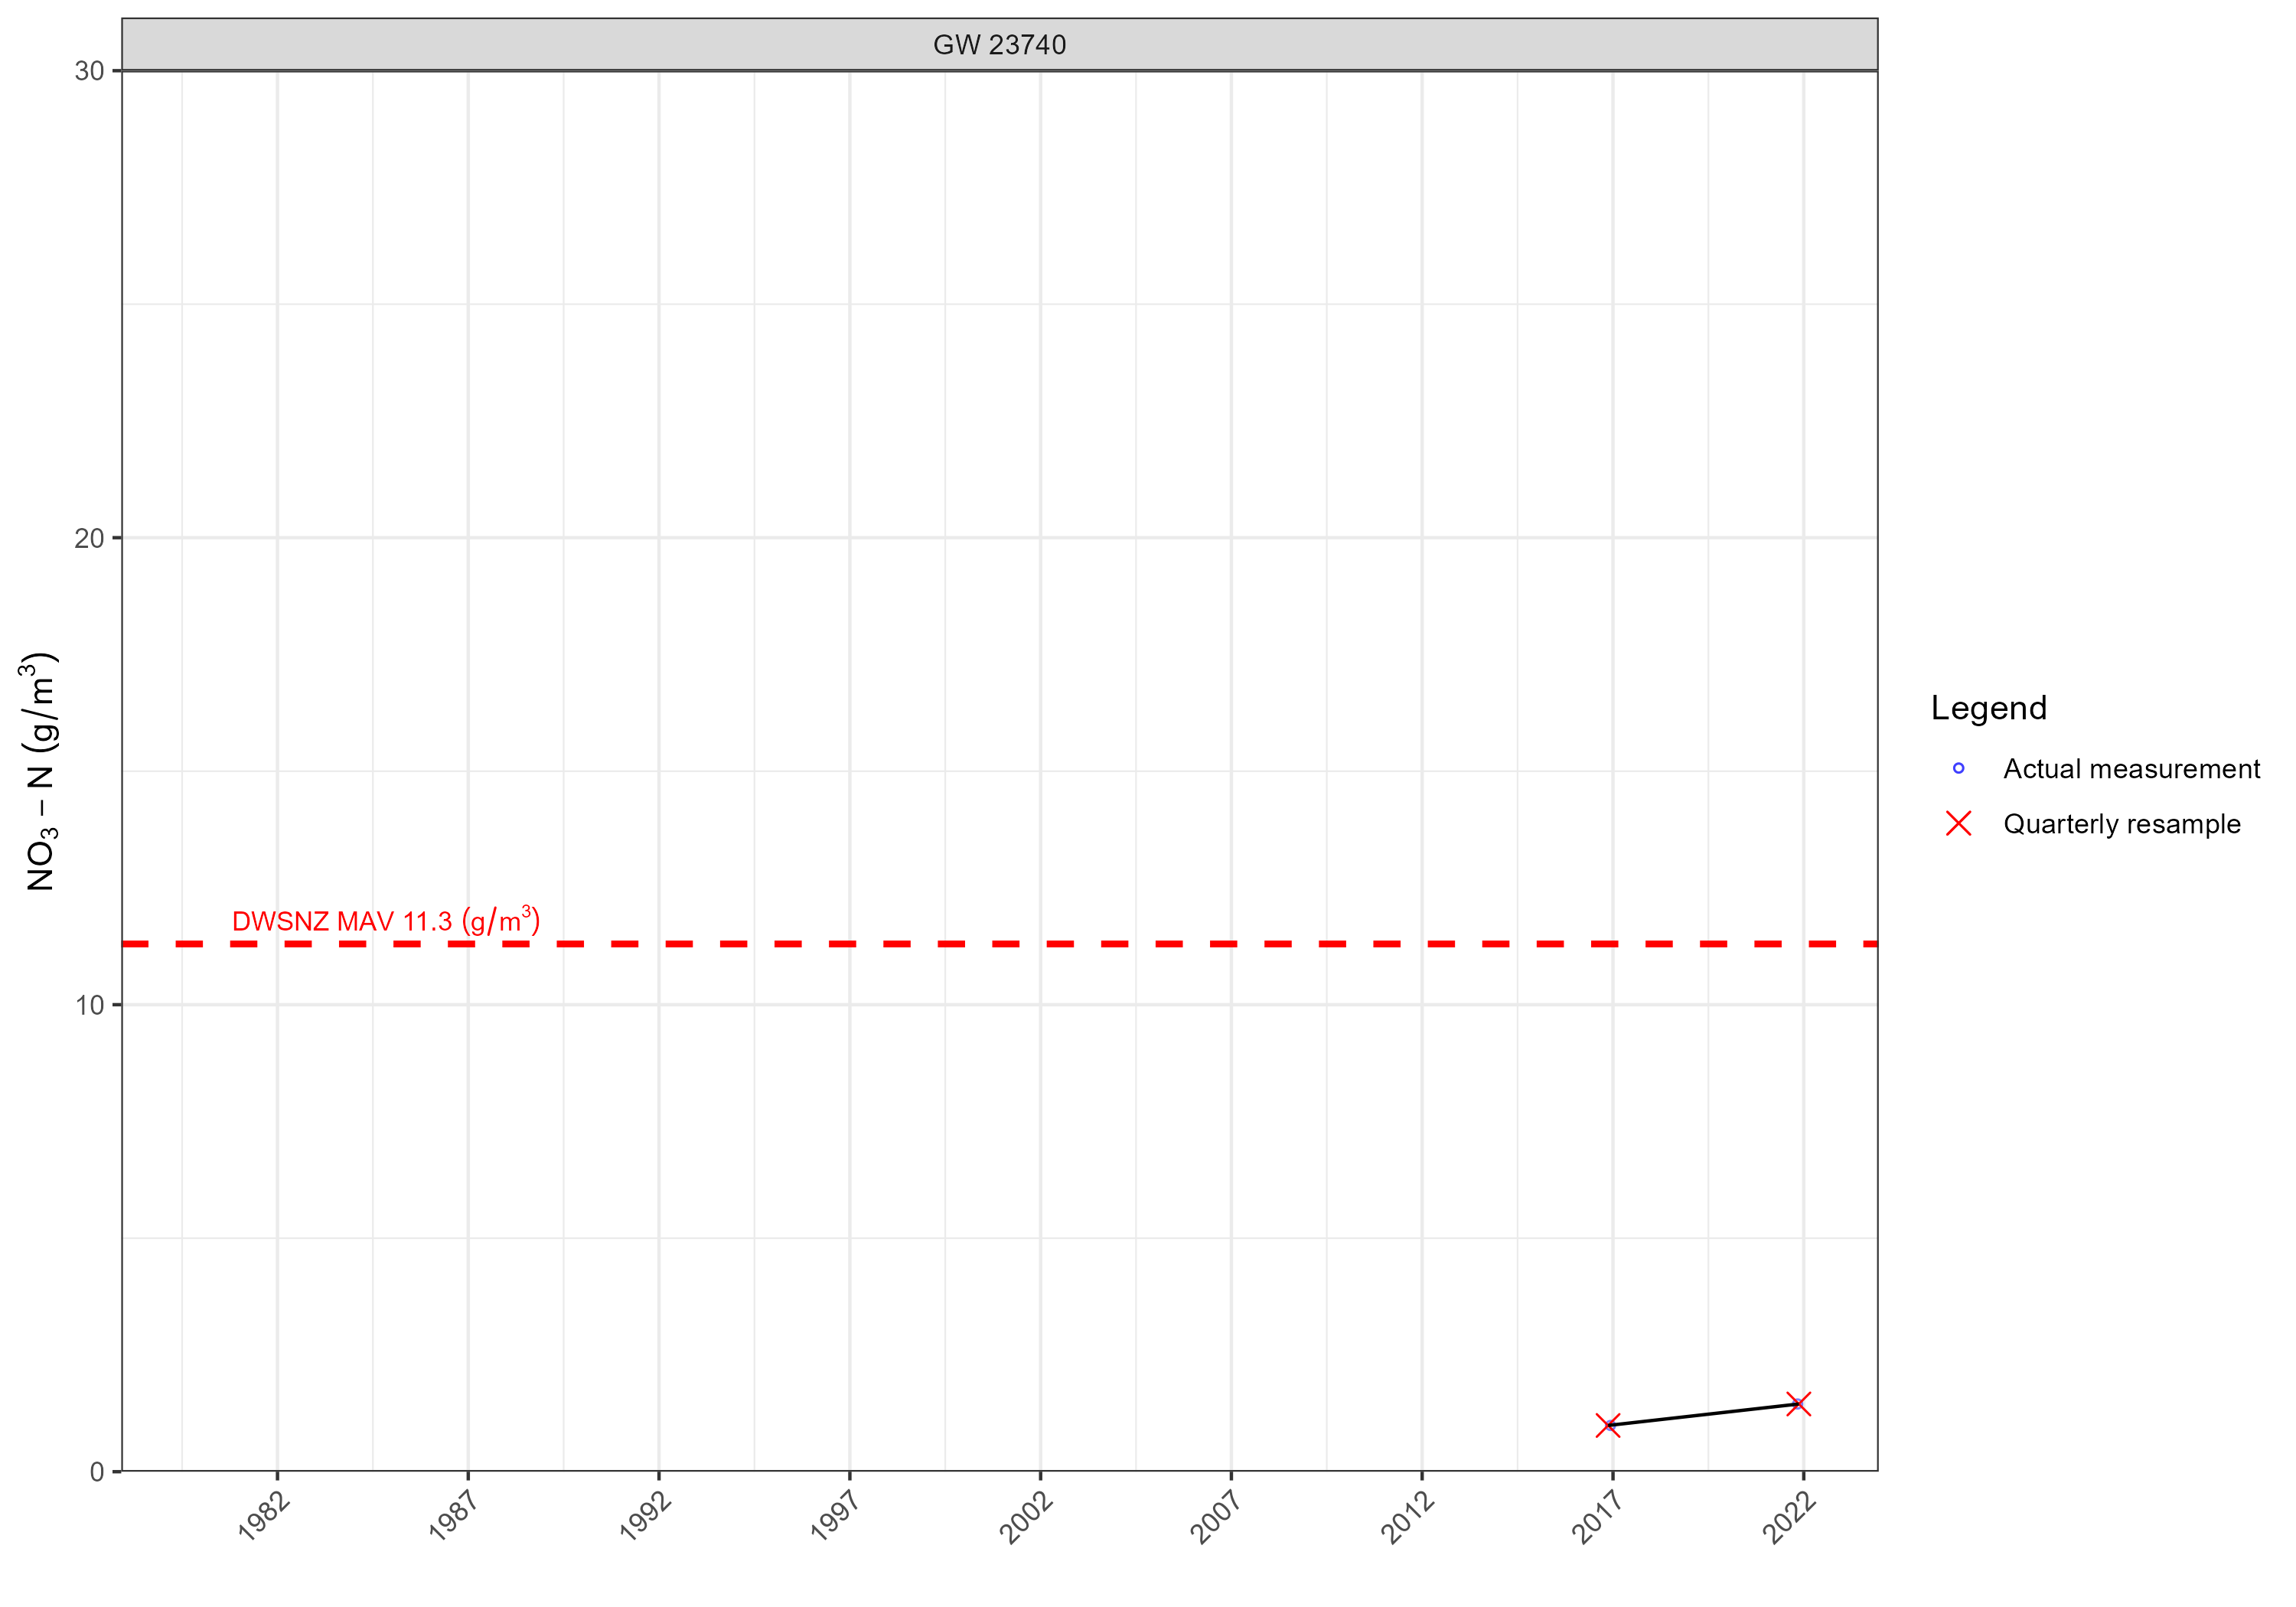 GW 23740
30
20
10
0
NO₃ – N (g/m³)
DWSNZ MAV 11.3 (g/m³)
1982
1987
1992
1997
2002
2007
2012
2017
2022
Legend
Actual measurement
Quarterly resample